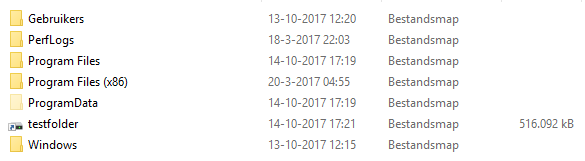 Gebruikers 13-10-2017 12:20 Bestandsmap
PerfLogs 18-3-2017 22:03 Bestandsmap
Program Files 14-10-2017 17:19 Bestandsmap
Program Files (x86) 20-3-2017 04:55 Bestandsmap
ProgramData 14-10-2017 17:19 Bestandsmap
testfolder 14-10-2017 17:21 Bestandsmap 516.092 kB
Windows 13-10-2017 12:15 Bestandsmap